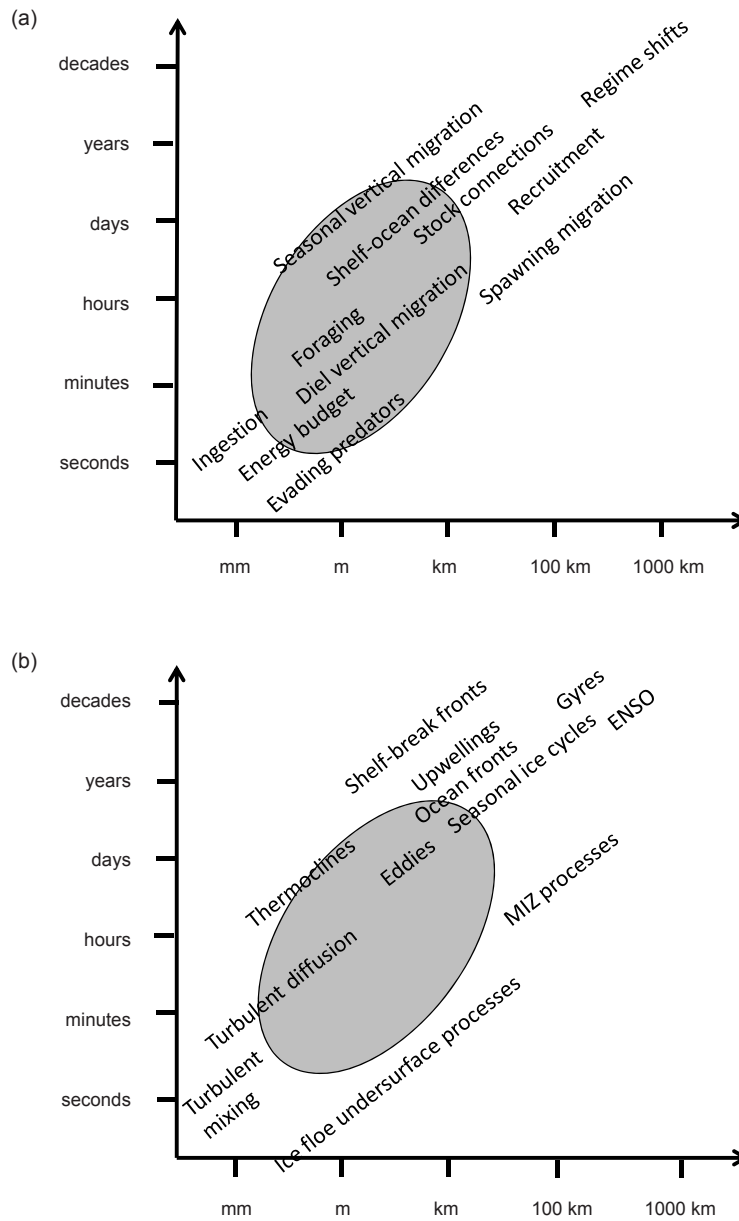 (a)
decades
years
days
hours
minutes
seconds
Regime shifts
Seasonal vertical migration
Shelf-ocean differences
Stock connections
Recruitment
Spawning migration
Foraging
Diel vertical migration
Ingestion
Energy budget
Evading predators
mm
m
km
100 km
1000 km
(b)
decades
years
days
hours
minutes
seconds
Shelf-break fronts
Gyres
ENSO
Upwellings
Ocean fronts
Seasonal ice cycles
Thermoclines
Eddies
MIZ processes
Turbulent diffusion
Turbulent
mixing
Ice floe undersurface processes
mm
m
km
100 km
1000 km